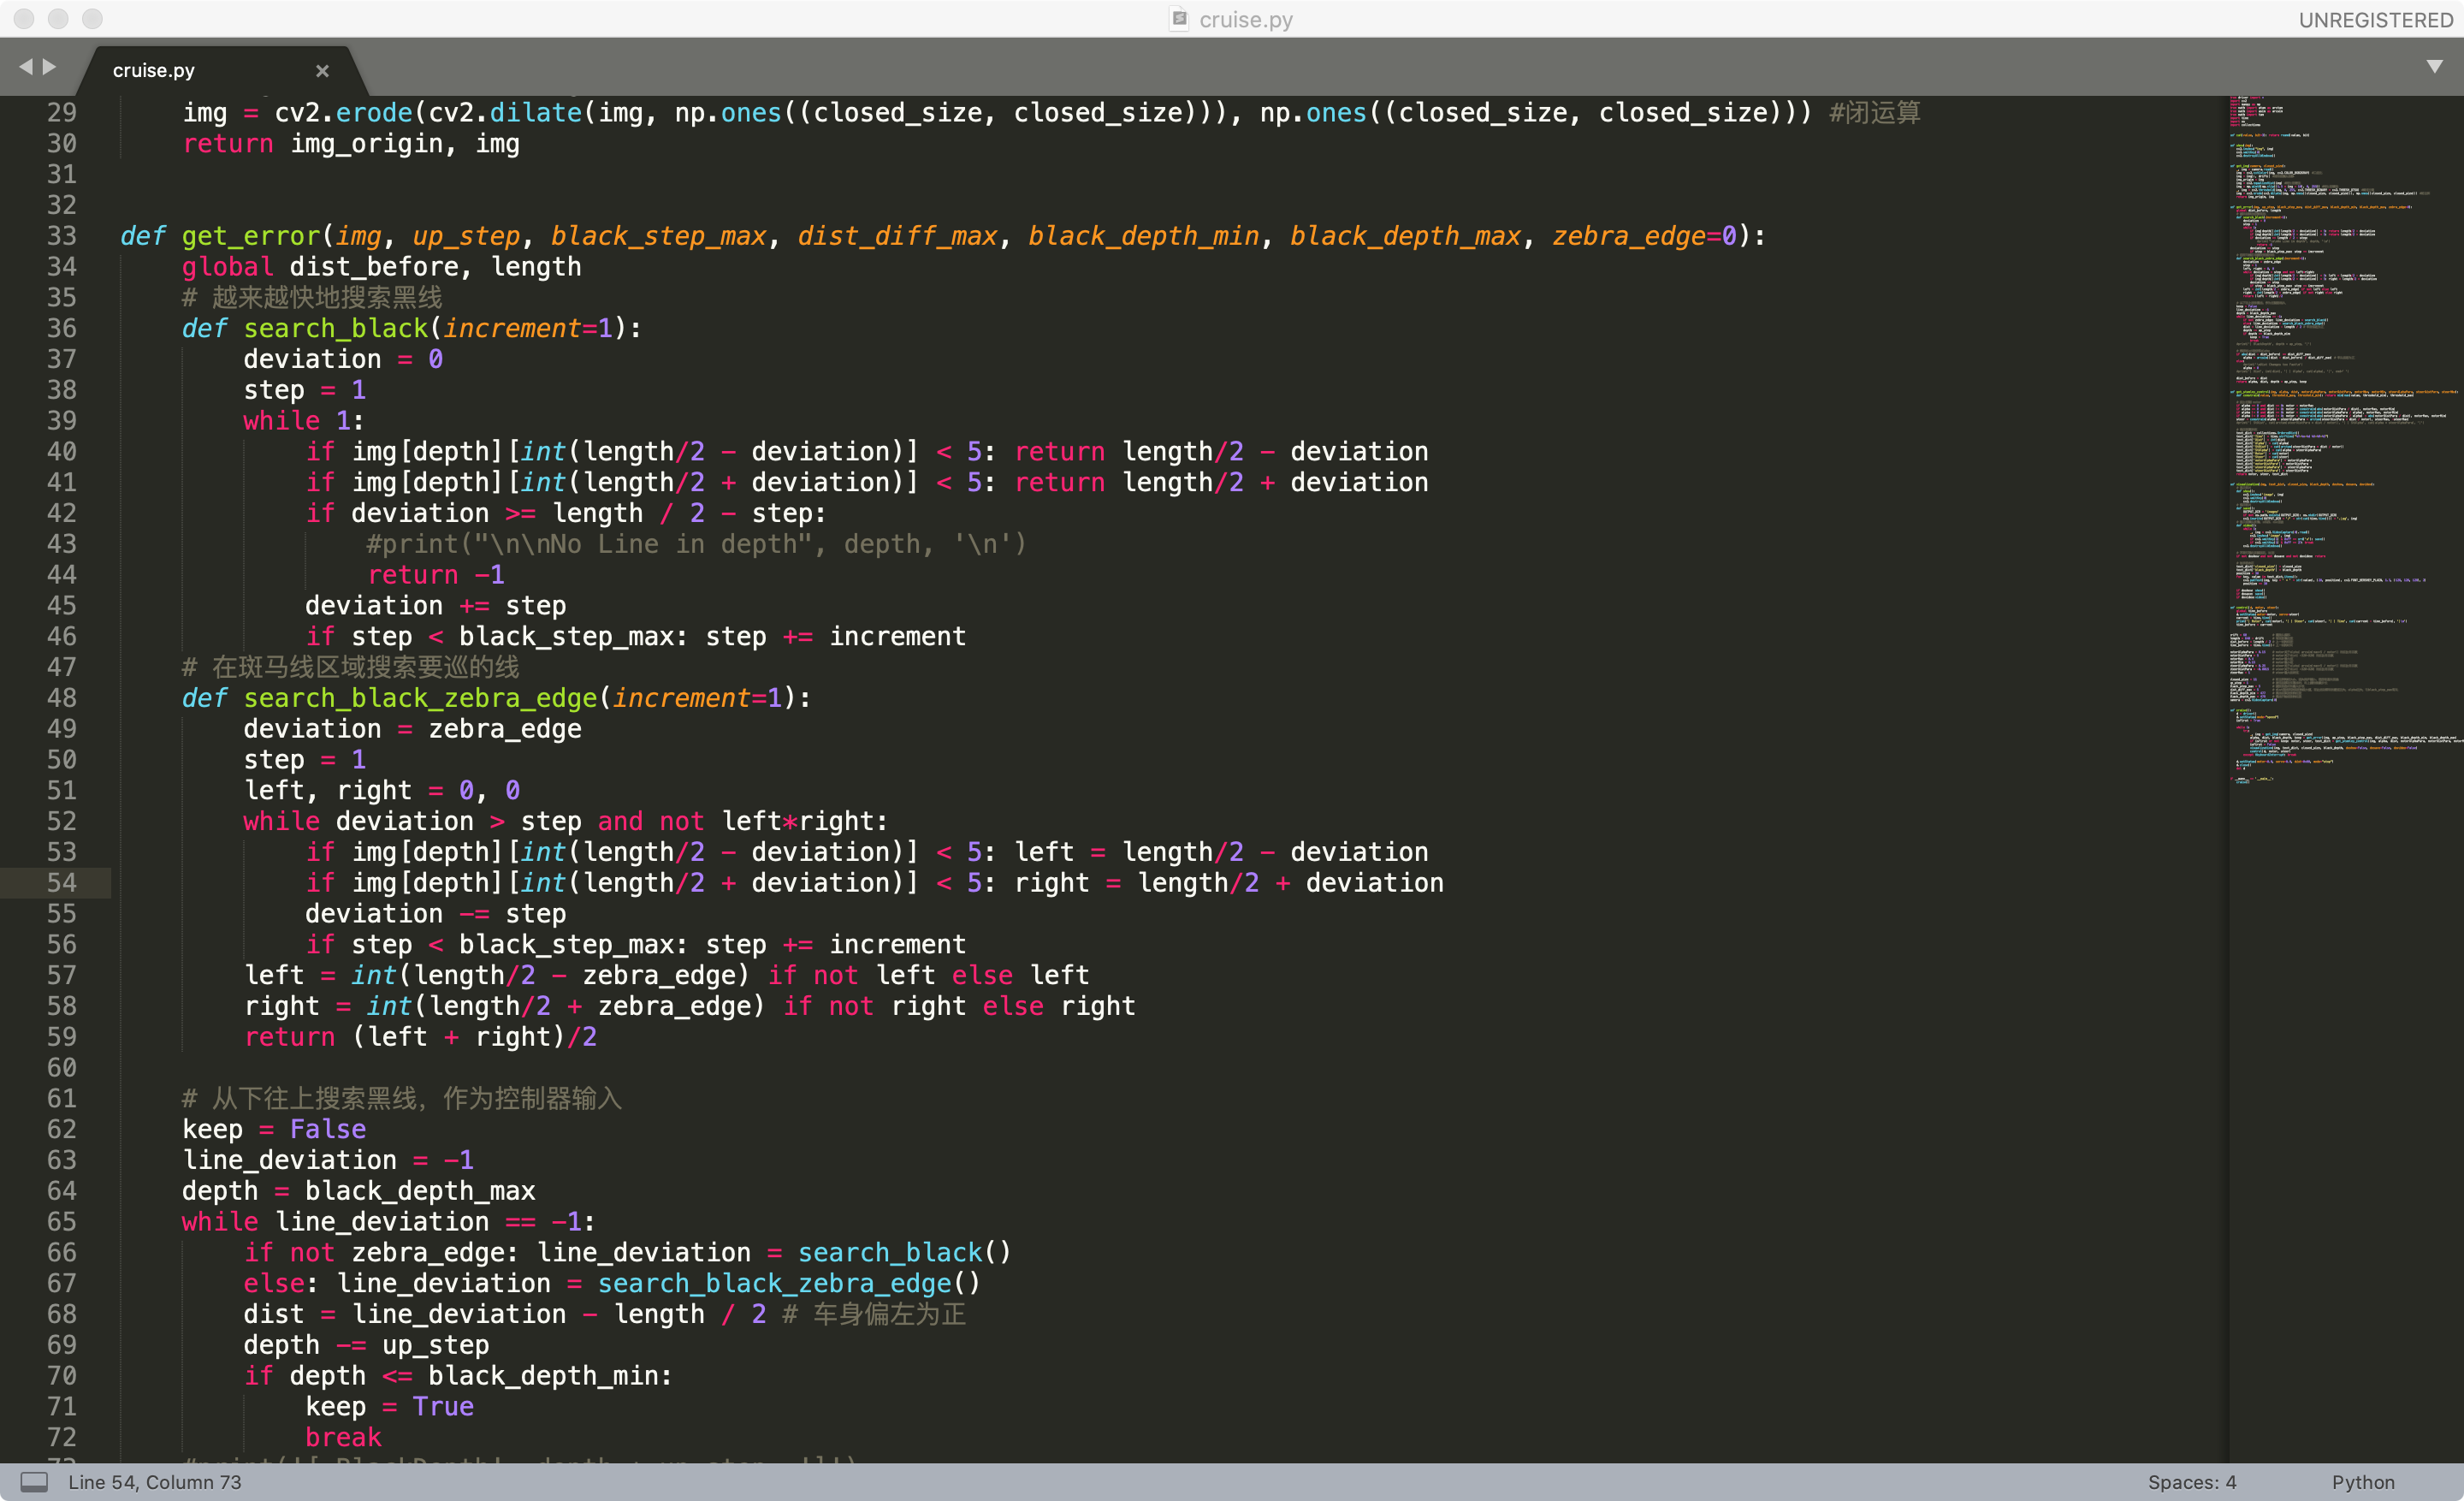 cruise.py
UNREGISTERED
cruise.py ×
29 img = cv2.erode(cv2.dilate(img, np.ones((closed_size, closed_size))), np.ones((closed_size, closed_size))) #闭运算
30 return img_origin, img
31
32
33 def get_error(img, up_step, black_step_max, dist_diff_max, black_depth_min, black_depth_max, zebra_edge=0):
34 global dist_before, length
35 # 越来越快地搜索黑线
36 def search_black(increment=1):
37 deviation = 0
38 step = 1
39 while 1:
40 if img[depth][int(length/2 - deviation)] < 5: return length/2 - deviation
41 if img[depth][int(length/2 + deviation)] < 5: return length/2 + deviation
42 if deviation >= length / 2 - step:
43 #print("\n\nNo Line in depth", depth, '\n')
44 return -1
45 deviation += step
46 if step < black_step_max: step += increment
47 # 在斑马线区域搜索要巡的线
48 def search_black_zebra_edge(increment=1):
49 deviation = zebra_edge
50 step = 1
51 left, right = 0, 0
52 while deviation > step and not left*right:
53 if img[depth][int(length/2 - deviation)] < 5: left = length/2 - deviation
54 if img[depth][int(length/2 + deviation)] < 5: right = length/2 + deviation
55 deviation -= step
56 if step < black_step_max: step += increment
57 left = int(length/2 - zebra_edge) if not left else left
58 right = int(length/2 + zebra_edge) if not right else right
59 return (left + right)/2
60
61 # 从下往上搜索黑线，作为控制器输入
62 keep = False
63 line_deviation = -1
64 depth = black_depth_max
65 while line_deviation == -1:
66 if not zebra_edge: line_deviation = search_black()
67 else: line_deviation = search_black_zebra_edge()
68 dist = line_deviation - length / 2 # 车身偏左为正
69 depth -= up_step
70 if depth <= black_depth_min:
71 keep = True
72 break
Line 54, Column 73
Spaces: 4
Python